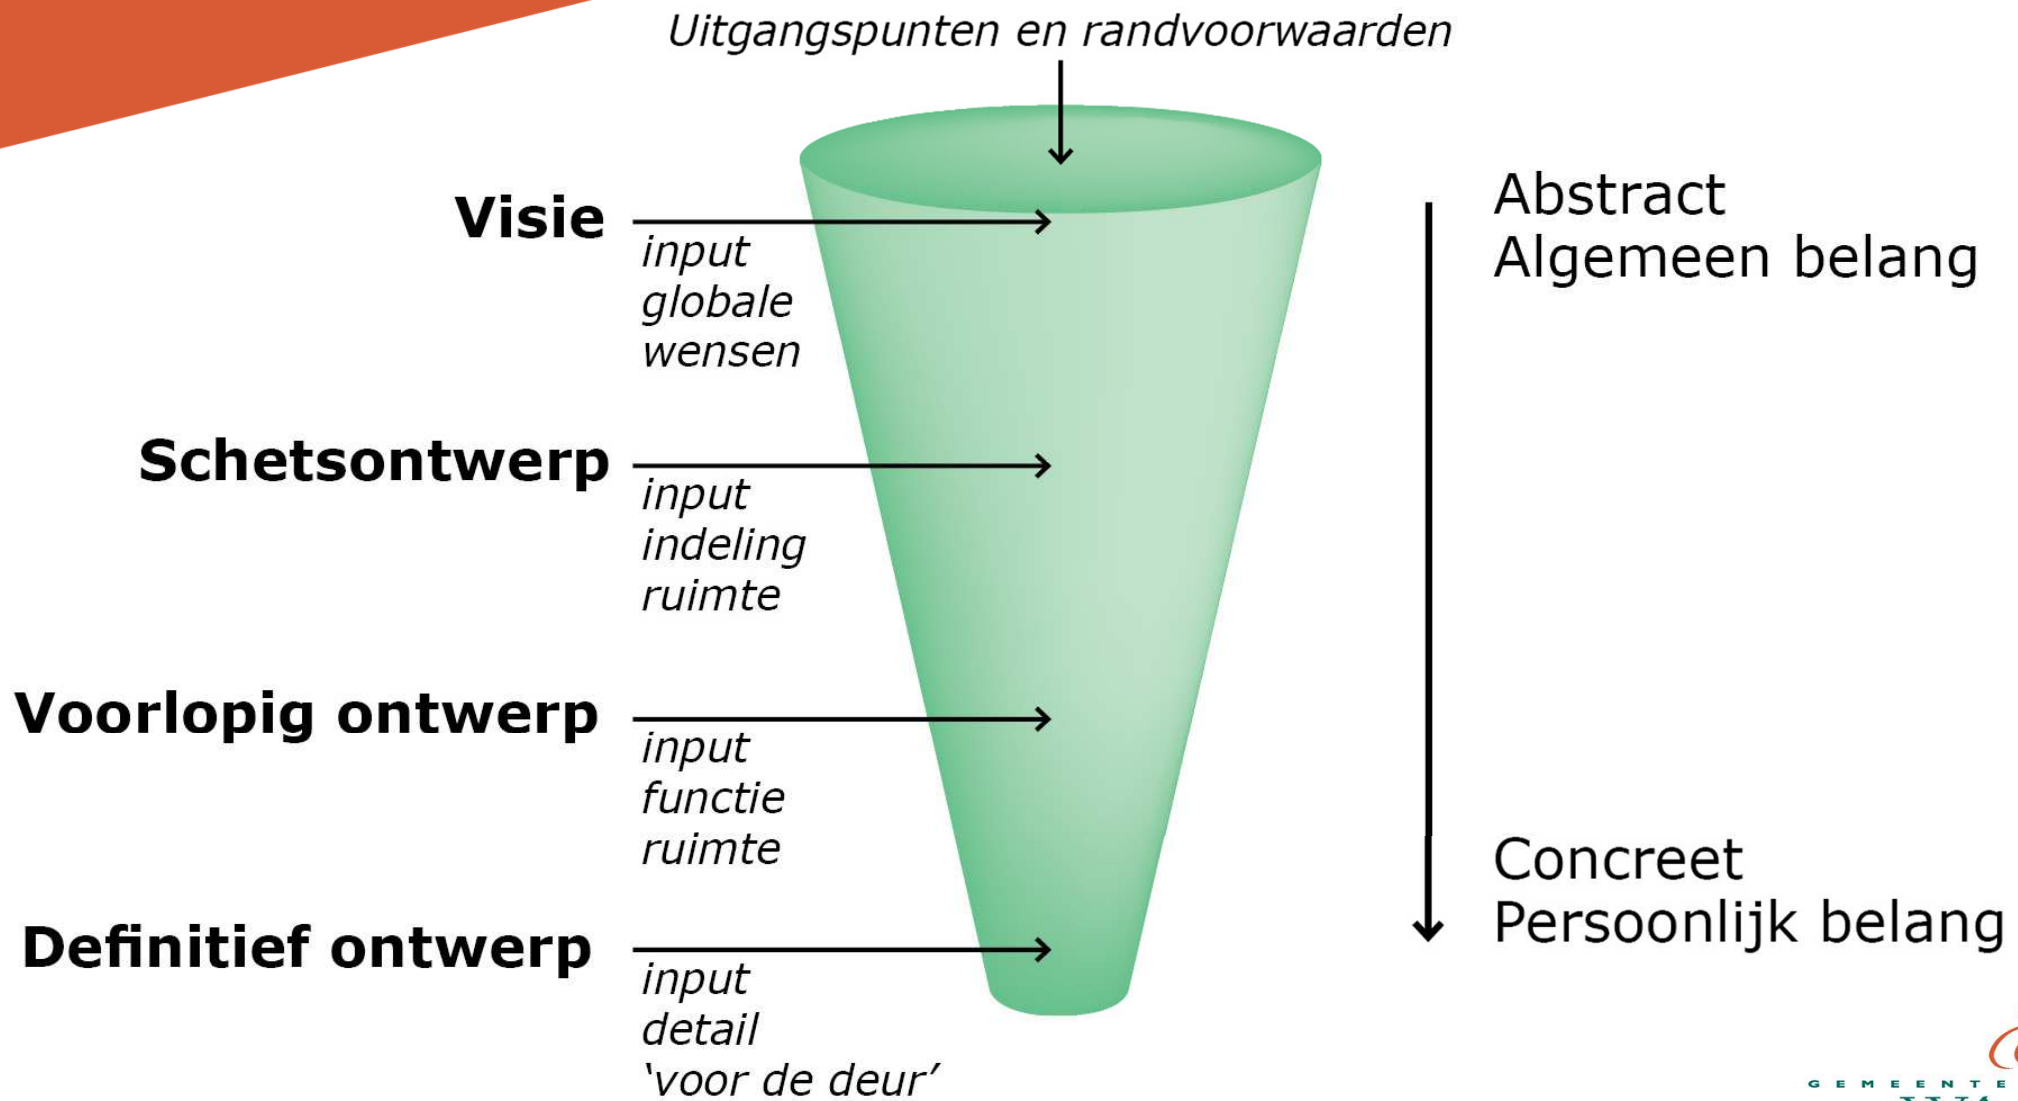 Uitgangspunten en randvoorwaarden
Visie
input
globale
wensen
Abstract
Algemeen belang
Schetsontwerp
input
indeling
ruimte
Voorlopig ontwerp
input
functie
ruimte
Concreet
Persoonlijk belang
Definitief ontwerp
input
detail
‘voor de deur’
GEMEENTE